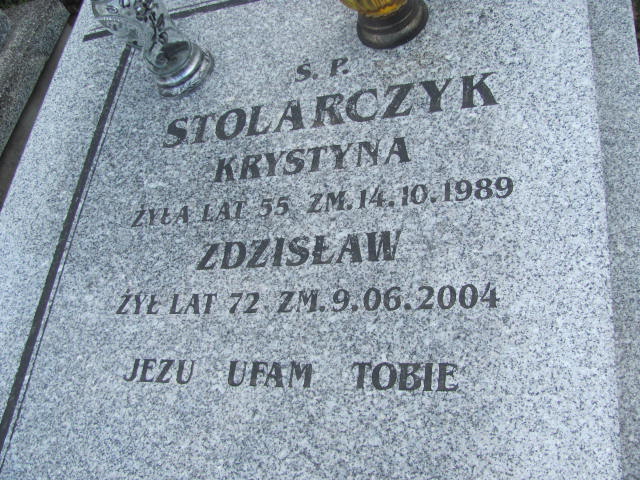 Ś. P.
STOLARCZYK
KRYSTYNA
ŻYŁA LAT 55 ZM.14.10.1989
ZDZISŁAW
ŻYŁ LAT 72 ZM.9.06.2004
JEZU UFAM TOBIE